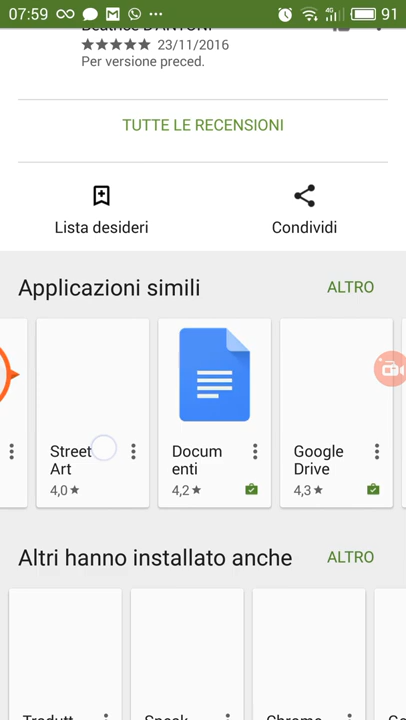 07:59 91
23/11/2016
Per versione preced.
TUTTE LE RECENSIONI
Lista desideri Condividi
Applicazioni simili ALTRO
Street Art
4,0★
Docum
enti
4,2★
Google
Drive
4,3★
Altri hanno installato anche ALTRO